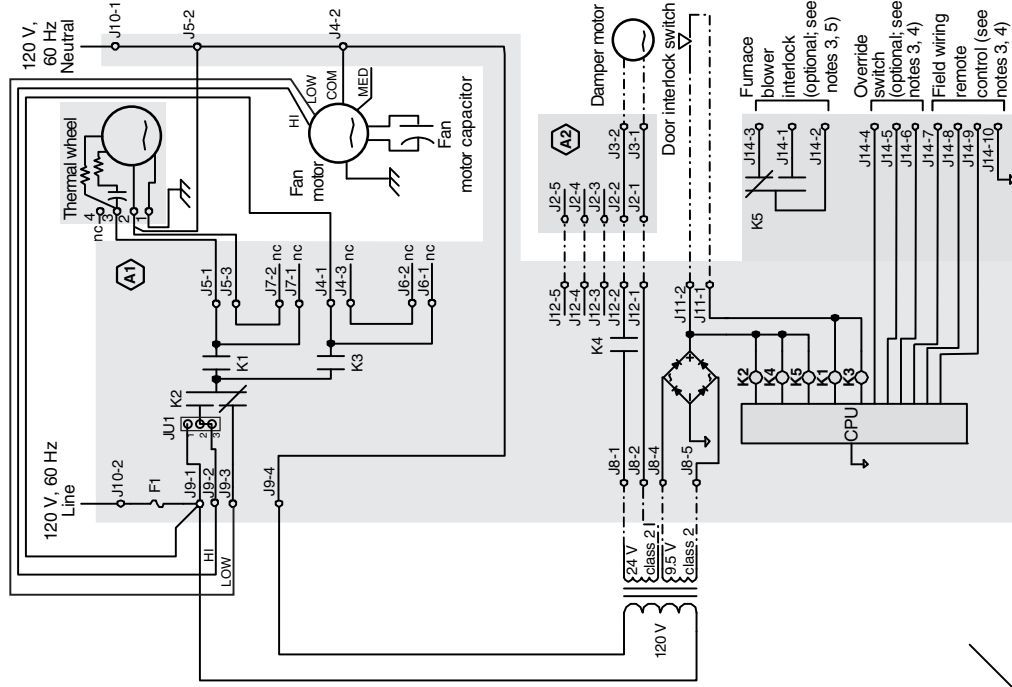 120 V,
60 Hz
Neutral
J10-1
J5-2
J4-2
Thermal wheel
nc
4
3
2
1
HI
LOW
COM
MED
Fan
motor
Fan
motor capacitor
A1
J5-1
J5-3
J7-2 nc
J7-1 nc
J4-1
J4-3 nc
J6-2 nc
J6-1 nc
K1
K3
K2
JU1
1
2
3
120 V, 60 Hz
Line
J10-2
F1
J9-1
J9-2
J9-3
J9-4
HI
LOW
Damper motor
Door interlock switch
A2
J3-2
J3-1
J2-5
J2-4
J2-3
J2-2
J2-1
J12-5
J12-4
J12-3
J12-2
J12-1
K4
J11-2
J11-1
J8-1
J8-2
J8-4
J8-5
24 V
class 2
9.5 V
class 2
120 V
K2
K4
K5
K1
K3
CPU
Furnace
blower
interlock
(optional; see
notes 3, 5)
J14-3
J14-1
J14-2
K5
Override
switch
(optional; see
notes 3, 4)
Field wiring
remote
control (see
notes 3, 4)
J14-4
J14-5
J14-6
J14-7
J14-8
J14-9
J14-10